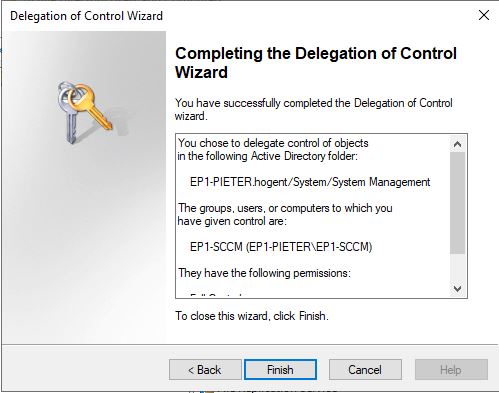 Delegation of Control Wizard
Completing the Delegation of Control
Wizard
You have successfully completed the Delegation of Control
wizard.
You chose to delegate control of objects
in the following Active Directory folder:
EP1-PIETER.hogent/System/System Management
The groups, users, or computers to which you
have given control are:
EP1-SCCM (EP1-PIETER\EP1-SCCM)
They have the following permissions:
To close this wizard, click Finish.
< Back
Finish
Cancel
Help